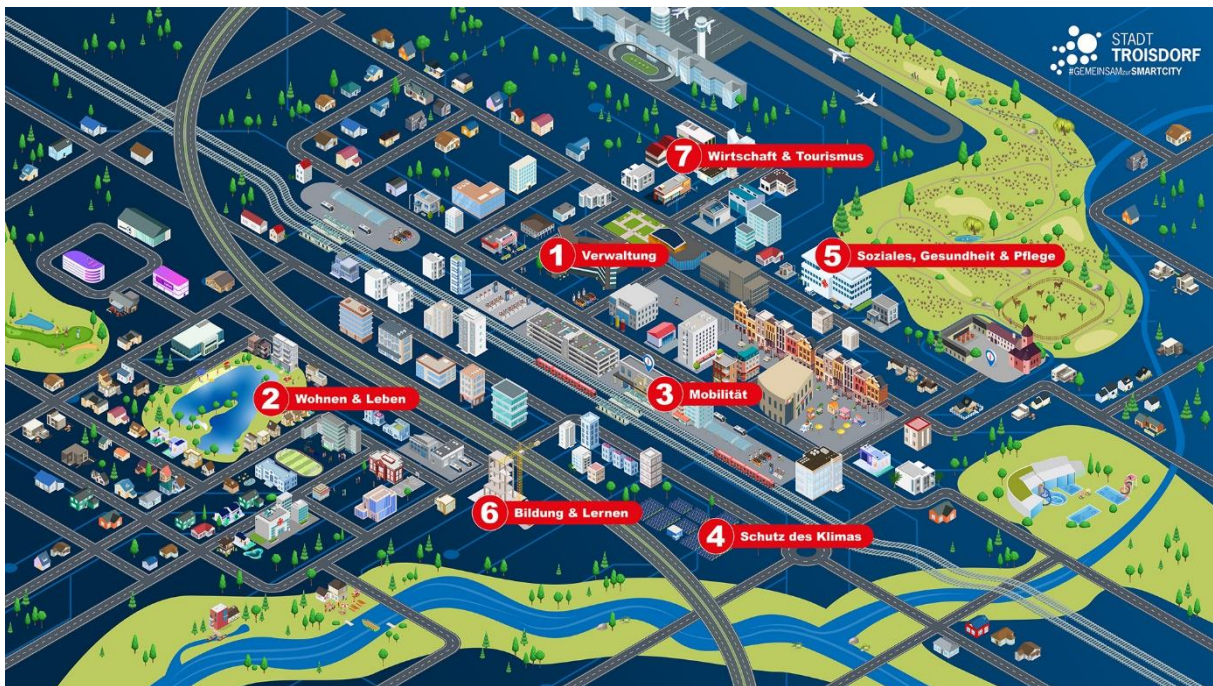 STADT
TROISDORF
#GEMEINSAMzurSMARTCITY
7 Wirtschaft & Tourismus
1 Verwaltung
5 Soziales, Gesundheit & Pflege
3 Mobilität
2 Wohnen & Leben
6 Bildung & Lernen
4 Schutz des Klimas